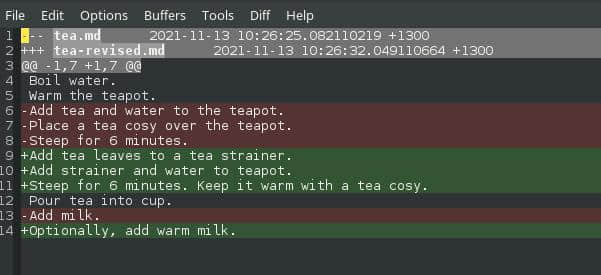 File Edit Options Buffers Tools Diff Help
1 --- tea.md 2021-11-13 10:26:25.082110219 +1300
2 +++ tea-revised.md 2021-11-13 10:26:32.049110664 +1300
3 @@ -1,7 +1,7 @@
4  Boil water.
5  Warm the teapot.
6 -Add tea and water to the teapot.
7 -Place a tea cosy over the teapot.
8 -Steep for 6 minutes.
9 +Add tea leaves to a tea strainer.
10 +Add strainer and water to teapot.
11 +Steep for 6 minutes. Keep it warm with a tea cosy.
12  Pour tea into cup.
13 -Add milk.
14 +Optionally, add warm milk.